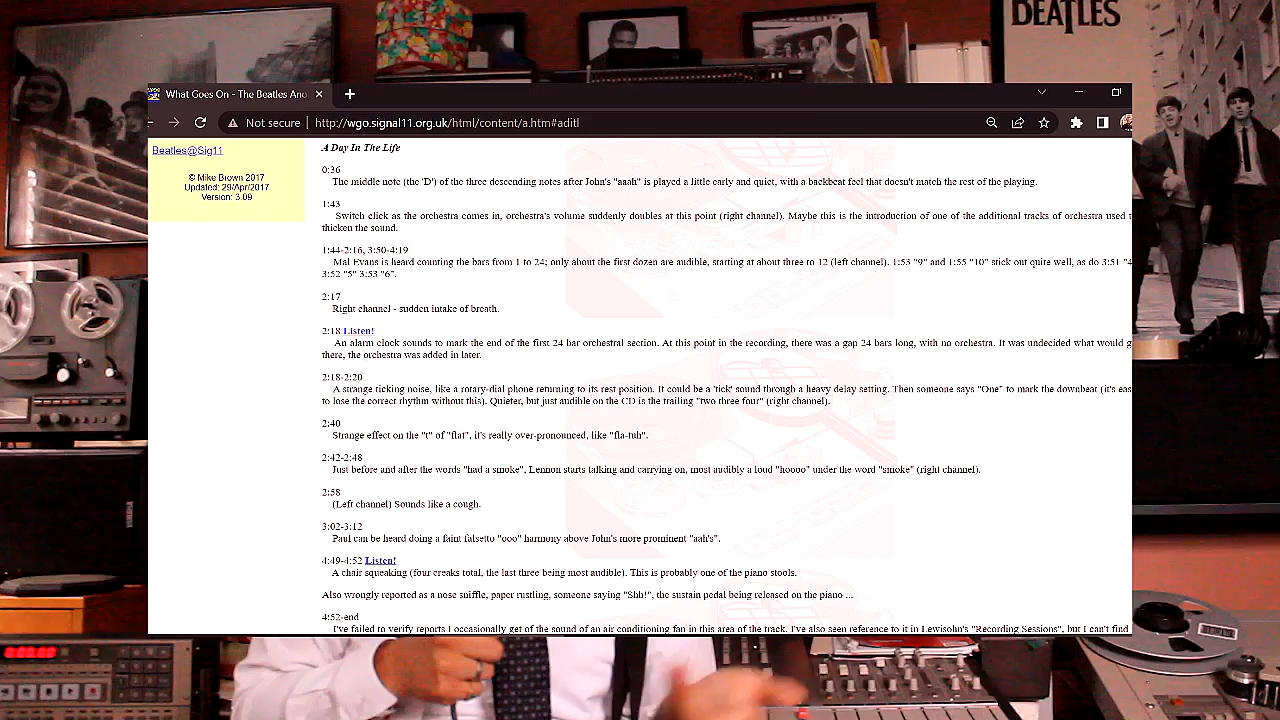 BEATLES
What Goes On - The Beatles Ano
Not secure
http://wgo.signal11.org.uk/html/content/a.htm#aditl
Beatles@Sig11
© Mike Brown 2017
Updated: 29/Apr/2017
Version: 3.09
A Day In The Life
0:36
The middle note (the 'D') of the three descending notes after John's "aaah" is played a little early and quiet, with a backbeat feel that doesn't match the rest of the playing.
1:43
Switch click as the orchestra comes in, orchestra's volume suddenly doubles at this point (right channel). Maybe this is the introduction of one of the additional tracks of orchestra used t
thicken the sound.
1:44-2:16, 3:50-4:19
Mal Evans is heard counting the bars from 1 to 24; only about the first dozen are audible, starting at about three to 12 (left channel). 1:53 "9" and 1:55 "10" stick out quite well, as do 3:51 "4
3:52 "5" 3:53 "6".
2:17
Right channel - sudden intake of breath.
2:18 Listen!
An alarm clock sounds to mark the end of the first 24 bar orchestral section. At this point in the recording, there was a gap 24 bars long, with no orchestra. It was undecided what would g
there, the orchestra was added in later.
2:18-2:20
A strange ticking noise, like a rotary-dial phone returning to its rest position. It could be a 'tick' sound through a heavy delay setting. Then someone says "One" to mark the downbeat (it's eas
to lose the correct rhythm without this). Quieter, but just audible on the CD is the trailing "two three four" (right channel).
2:40
Strange effect on the "t" of "flat", it's really over-pronounced, like "fla-tuh".
2:42-2:48
Just before and after the words "had a smoke", Lennon starts talking and carrying on, most audibly a loud "hoooo" under the word "smoke" (right channel).
2:58
(Left channel) Sounds like a cough.
3:02-3:12
Paul can be heard doing a faint falsetto "ooo" harmony above John's more prominent "aah's".
4:49-4:52 Listen!
A chair squeaking (four creaks total, the last three being most audible). This is probably one of the piano stools.
Also wrongly reported as a nose sniffle, paper rustling, someone saying "Shh!", the sustain pedal being released on the piano ...
4:52-end
I've failed to verify reports I occasionally get of the sound of an air conditioning fan in this area of the track. I've also seen reference to it in Lewisohn's "Recording Sessions", but I can't find